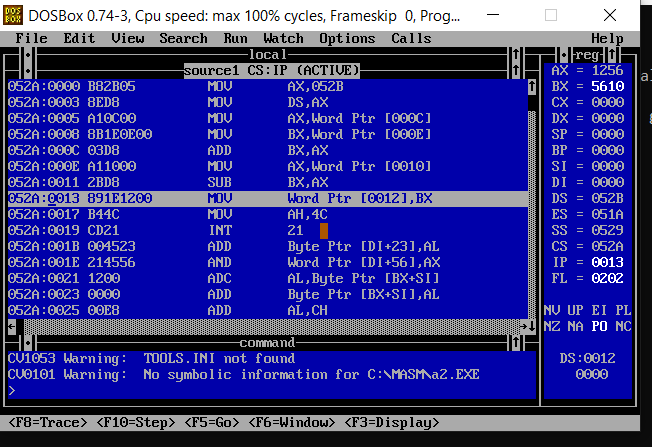 DOSBox 0.74-3, Cpu speed: max 100% cycles, Frameskip 0, Prog...
File Edit View Search Run Watch Options Calls Help
local
reg
source1 CS:IP (ACTIVE)
052A:0000 B82B05 MOV AX,052B
052A:0003 8ED8 MOV DS,AX
052A:0005 A10C00 MOV AX,Word Ptr [000C]
052A:0008 8B1E0E00 MOV BX,Word Ptr [000E]
052A:000C 03D8 ADD BX,AX
052A:000E A11000 MOV AX,Word Ptr [0010]
052A:0011 2BD8 SUB BX,AX
052A:0013 891E1200 MOV Word Ptr [0012],BX
052A:0017 B44C MOV AH,4C
052A:0019 CD21 INT 21
052A:001B 004523 ADD Byte Ptr [DI+23],AL
052A:001E 214556 AND Word Ptr [DI+56],AX
052A:0021 1200 ADC AL,Byte Ptr [BX+SI]
052A:0023 0000 ADD Byte Ptr [BX+SI],AL
052A:0025 00E8 ADD AL,CH
AX = 1256
BX = 5610
CX = 0000
DX = 0000
SP = 0000
BP = 0000
SI = 0000
DI = 0000
DS = 052B
ES = 051A
SS = 0529
CS = 052A
IP = 0013
FL = 0202
NV UP EI PL
NZ NA PO NC
DS:0012
0000
command
CV1053 Warning: TOOLS.INI not found
CV0101 Warning: No symbolic information for C:\MASM\a2.EXE
>
<F8=Trace> <F10=Step> <F5=Go> <F6=Window> <F3=Display>